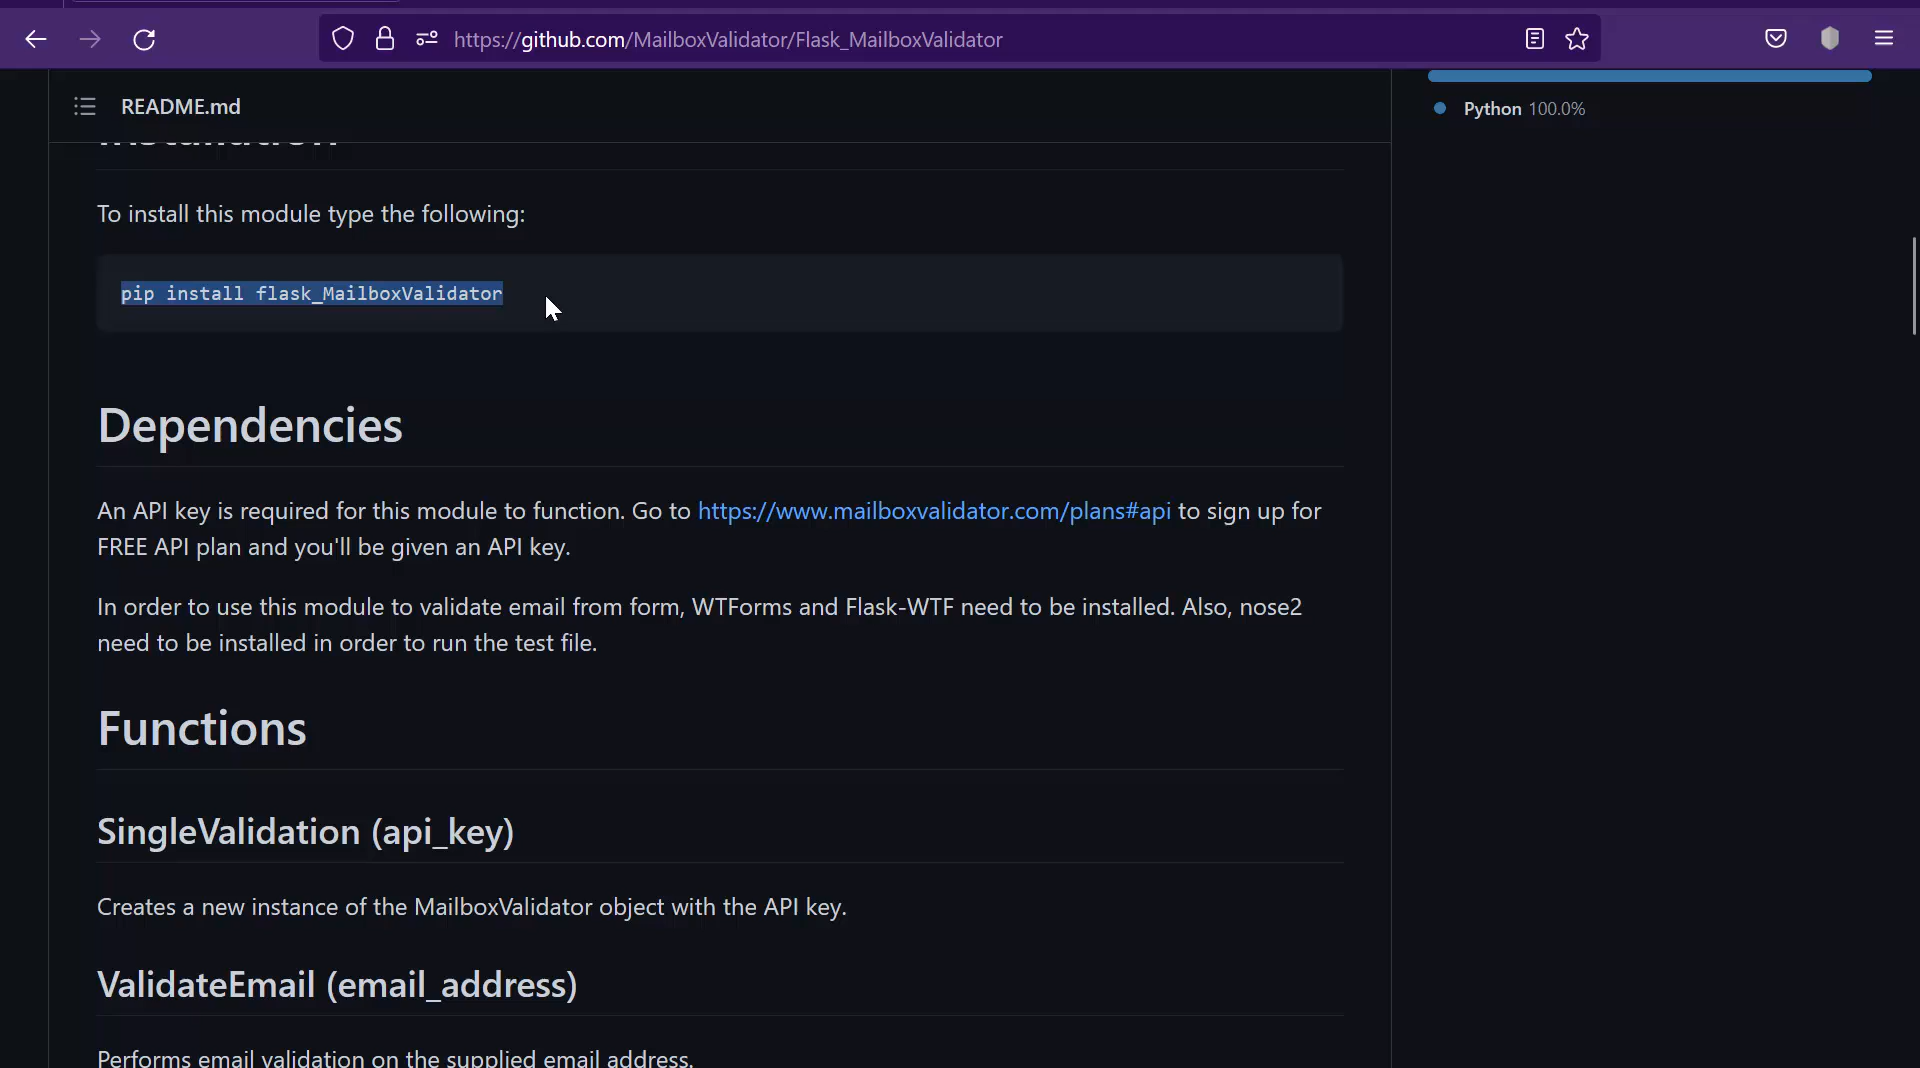 https://github.com/MailboxValidator/Flask_MailboxValidator
README.md
Python 100.0%
Installation
To install this module type the following:
pip install flask_MailboxValidator
Dependencies
An API key is required for this module to function. Go to https://www.mailboxvalidator.com/plans#api to sign up for
FREE API plan and you'll be given an API key.
In order to use this module to validate email from form, WTForms and Flask-WTF need to be installed. Also, nose2
need to be installed in order to run the test file.
Functions
SingleValidation (api_key)
Creates a new instance of the MailboxValidator object with the API key.
ValidateEmail (email_address)
Performs email validation on the supplied email address.